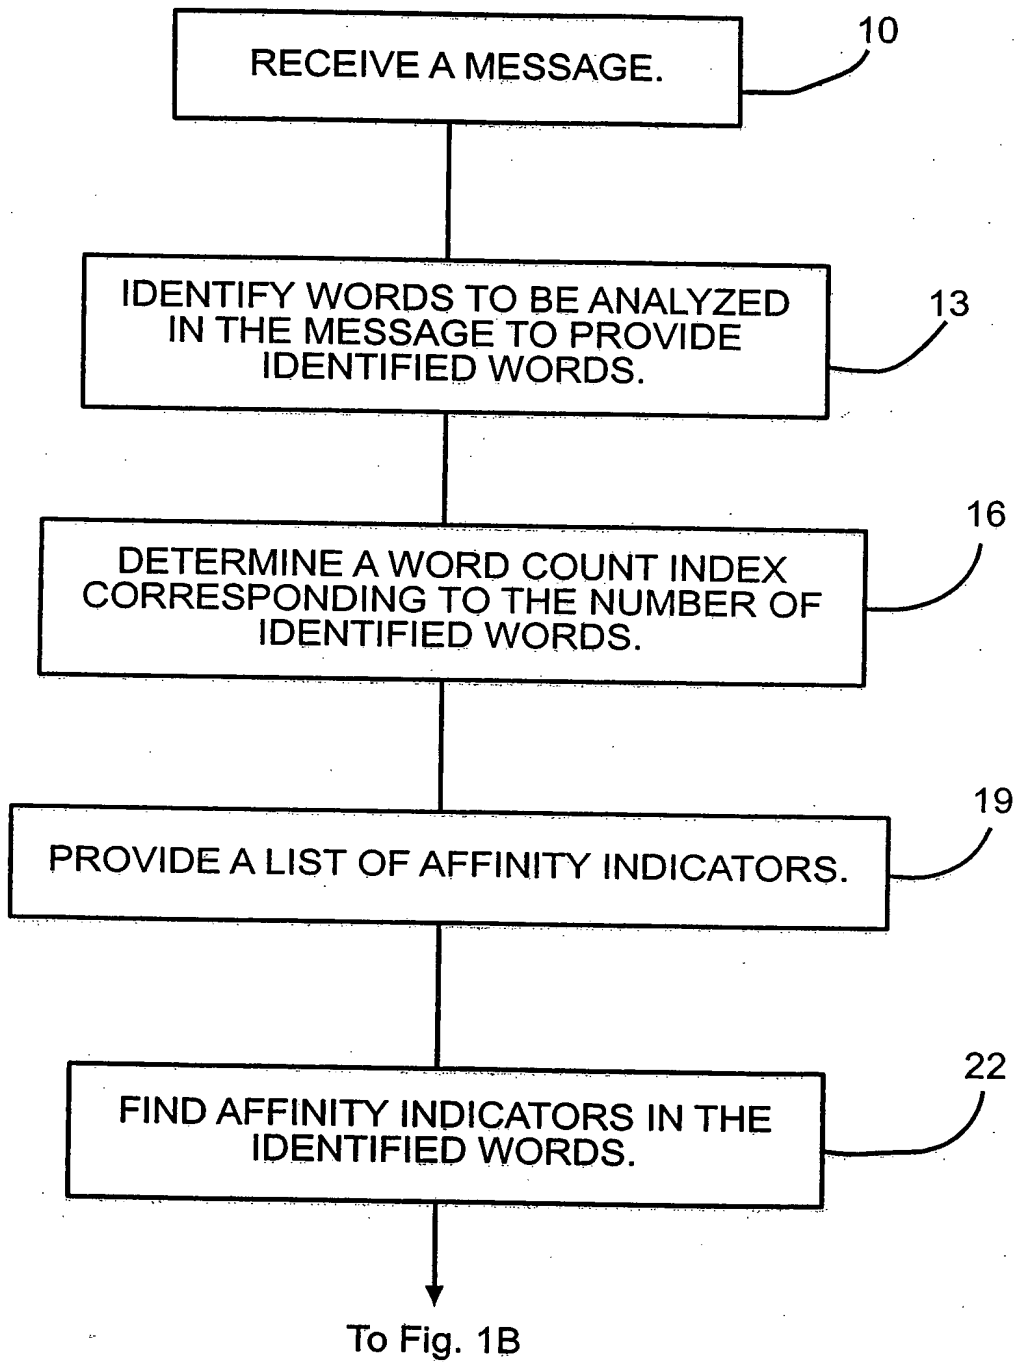 RECEIVE A MESSAGE.
10
IDENTIFY WORDS TO BE ANALYZED
IN THE MESSAGE TO PROVIDE
IDENTIFIED WORDS.
13
DETERMINE A WORD COUNT INDEX
CORRESPONDING TO THE NUMBER OF
IDENTIFIED WORDS.
16
PROVIDE A LIST OF AFFINITY INDICATORS.
19
FIND AFFINITY INDICATORS IN THE
IDENTIFIED WORDS.
22
To Fig. 1B